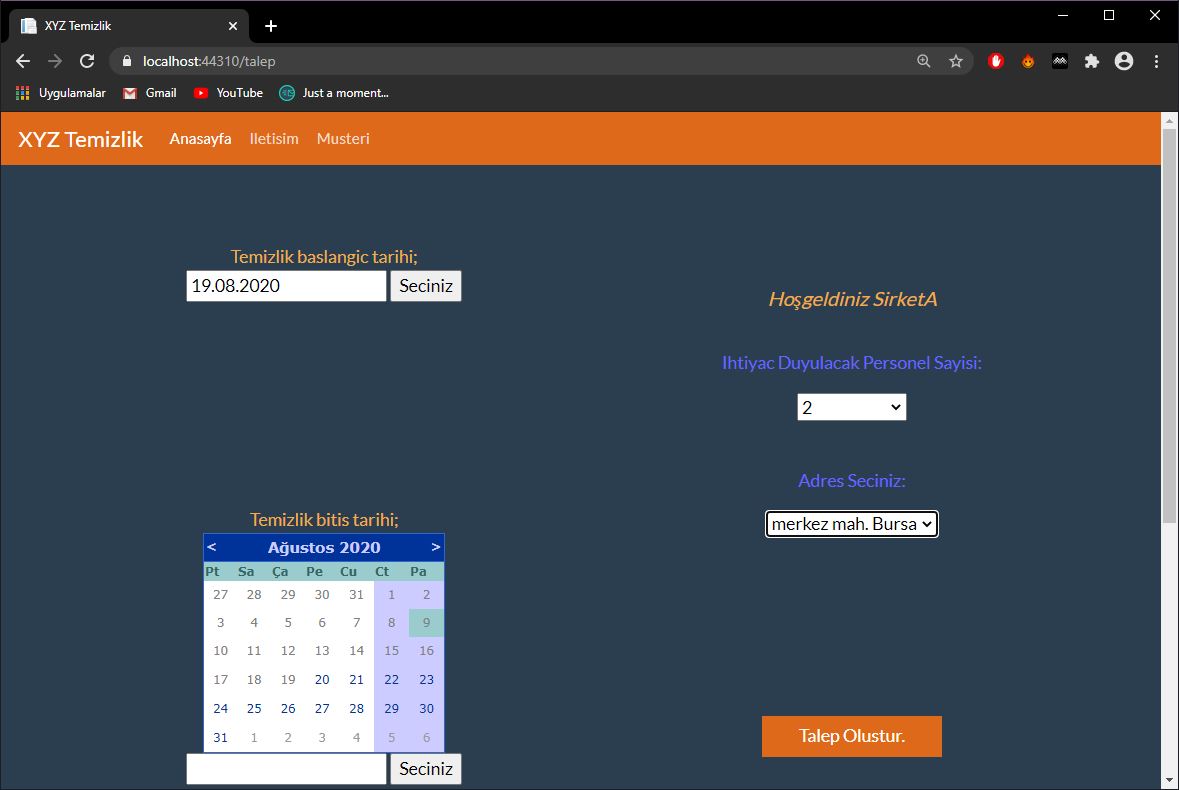 XYZ Temizlik
localhost:44310/talep
Uygulamalar Gmail YouTube Just a moment...
XYZ Temizlik Anasayfa Iletisim Musteri
Temizlik baslangic tarihi;
19.08.2020 Seciniz
Temizlik bitis tarihi;
< Ağustos 2020 >
Pt Sa Ça Pe Cu Ct Pa
27 28 29 30 31 1 2
3 4 5 6 7 8 9
10 11 12 13 14 15 16
17 18 19 20 21 22 23
24 25 26 27 28 29 30
31 1 2 3 4 5 6
Seciniz
Hoşgeldiniz SirketA
Ihtiyac Duyulacak Personel Sayisi:
2
Adres Seciniz:
merkez mah. Bursa
Talep Olustur.